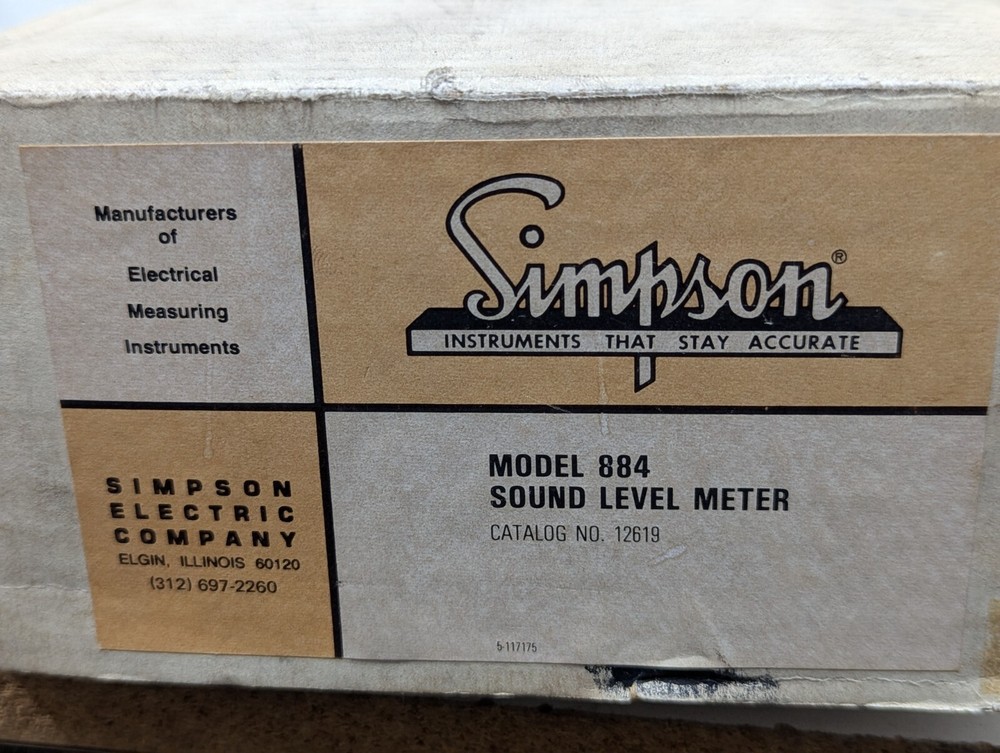 Manufacturers
of
Electrical
Measuring
Instruments
Simpson®
INSTRUMENTS THAT STAY ACCURATE
SIMPSON
ELECTRIC
COMPANY
ELGIN, ILLINOIS 60120
(312) 697-2260
MODEL 884
SOUND LEVEL METER
CATALOG NO. 12619
5-117175